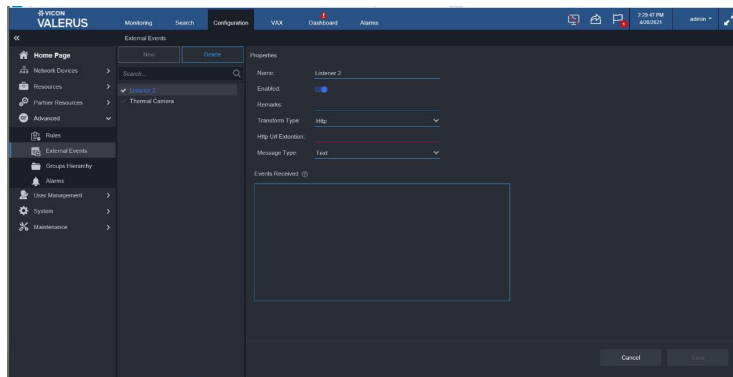 VICON
VALERUS
Monitoring
Search
Configuration
VAX
Dashboard
Alarms
2:29:47 PM
4/28/2021
admin
External Events
Home Page
Network Devices
Resources
Partner Resources
Advanced
Rules
External Events
Groups Hierarchy
Alarms
User Management
System
Maintenance
New
Delete
Search...
Listener 2
Thermal Camera
Properties
Name:
Listener 2
Enabled:
Remarks:
Transform Type:
Http
Http Url Extention:
Message Type:
Text
Events Received
Cancel
Save